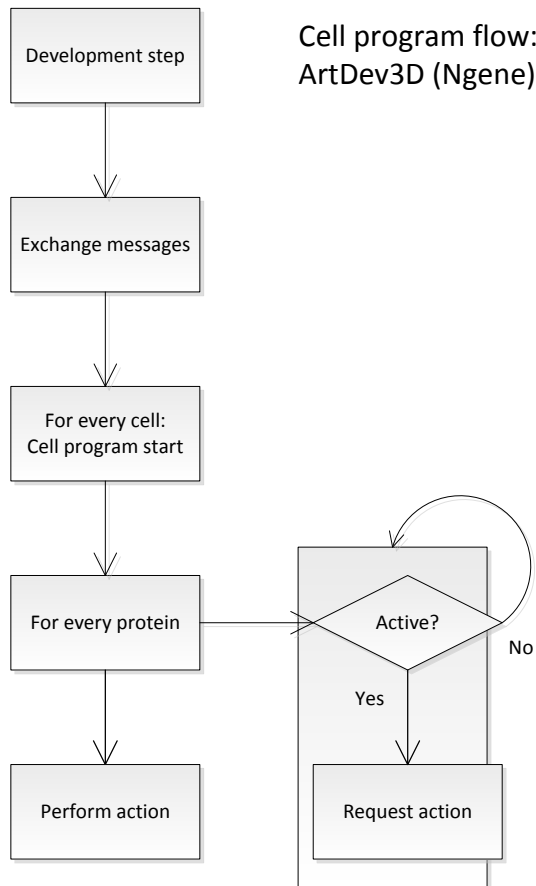 Cell program flow:
ArtDev3D (Ngene)
Development step
Exchange messages
For every cell:
Cell program start
For every protein
Active?
No
Yes
Perform action
Request action